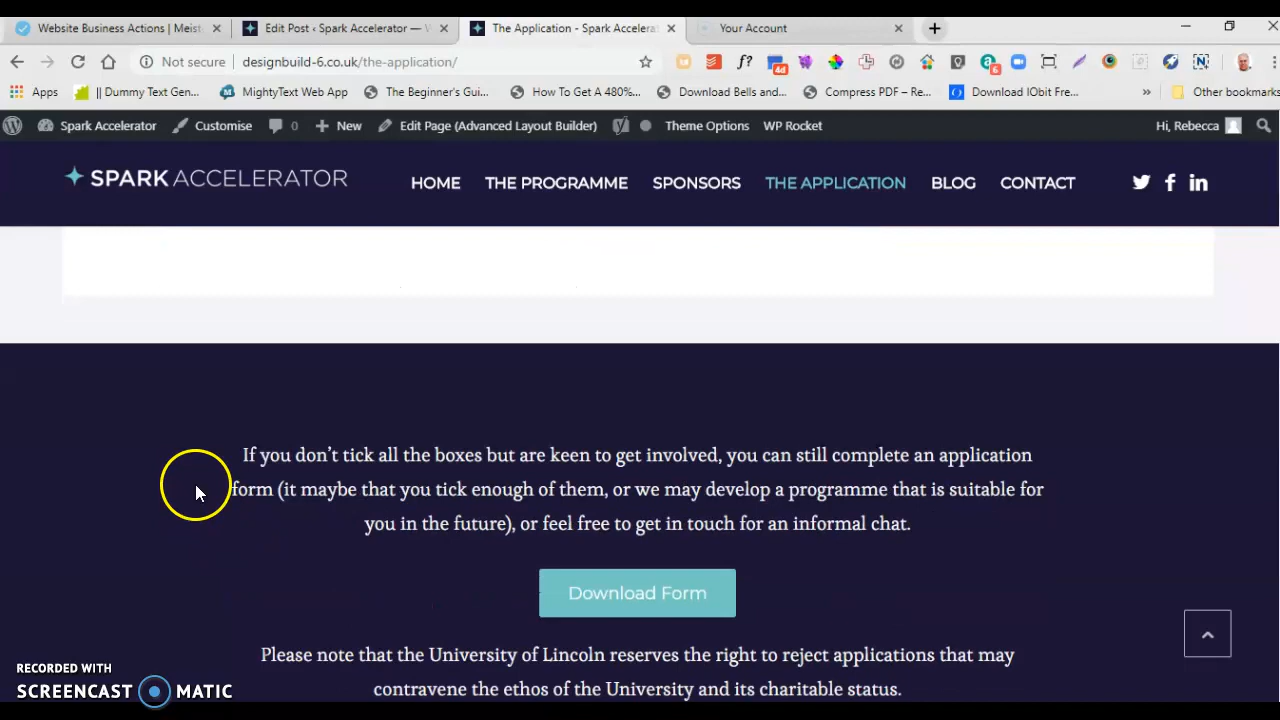 Website Business Actions | Meist
Edit Post ‹ Spark Accelerator — W
The Application - Spark Accelerat
Your Account
Not secure
designbuild-6.co.uk/the-application/
f?
4d
6
Apps
|| Dummy Text Gen...
MightyText Web App
The Beginner's Gui...
How To Get A 480%...
Download Bells and...
Compress PDF – Re...
Download IObit Fre...
»
Other bookmarks
Spark Accelerator
Customise
0
New
Edit Page (Advanced Layout Builder)
Theme Options
WP Rocket
Hi, Rebecca
SPARK ACCELERATOR
HOME
THE PROGRAMME
SPONSORS
THE APPLICATION
BLOG
CONTACT
If you don't tick all the boxes but are keen to get involved, you can still complete an application
form (it maybe that you tick enough of them, or we may develop a programme that is suitable for
you in the future), or feel free to get in touch for an informal chat.
Download Form
Please note that the University of Lincoln reserves the right to reject applications that may
contravene the ethos of the University and its charitable status.
RECORDED WITH
SCREENCAST MATIC